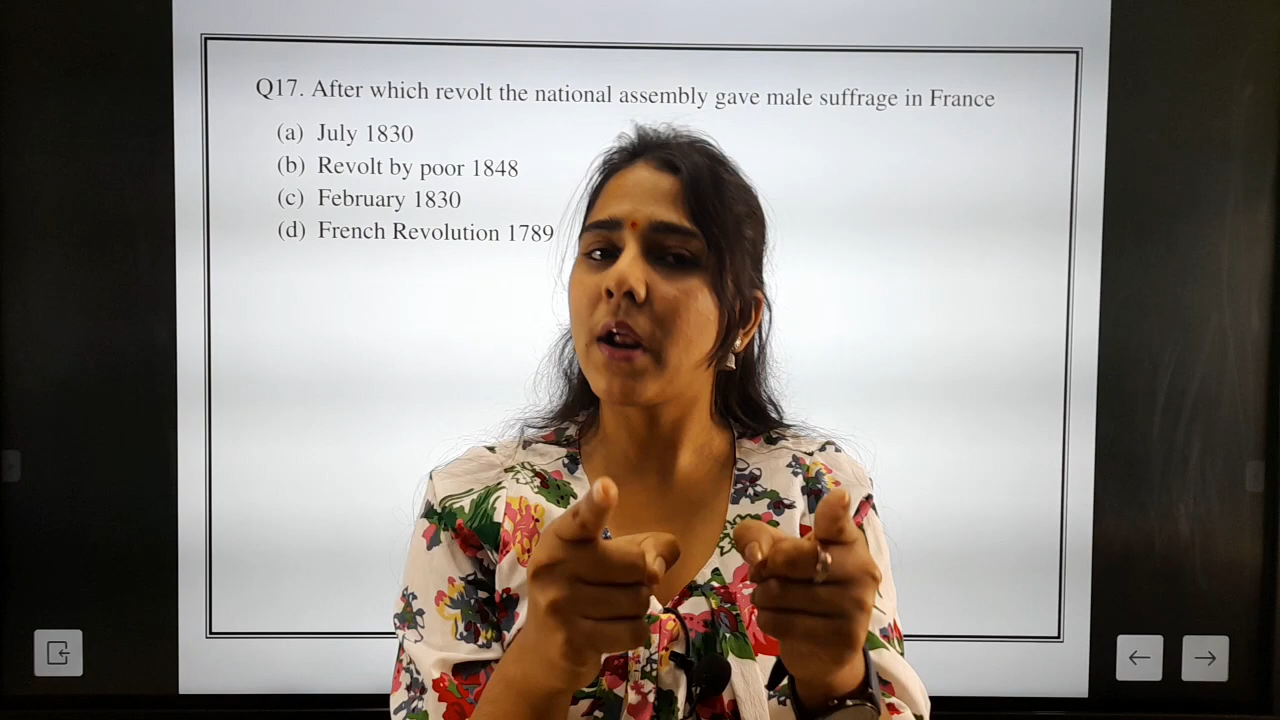 Q17. After which revolt the national assembly gave male suffrage in France
(a) July 1830
(b) Revolt by poor 1848
(c) February 1830
(d) French Revolution 1789